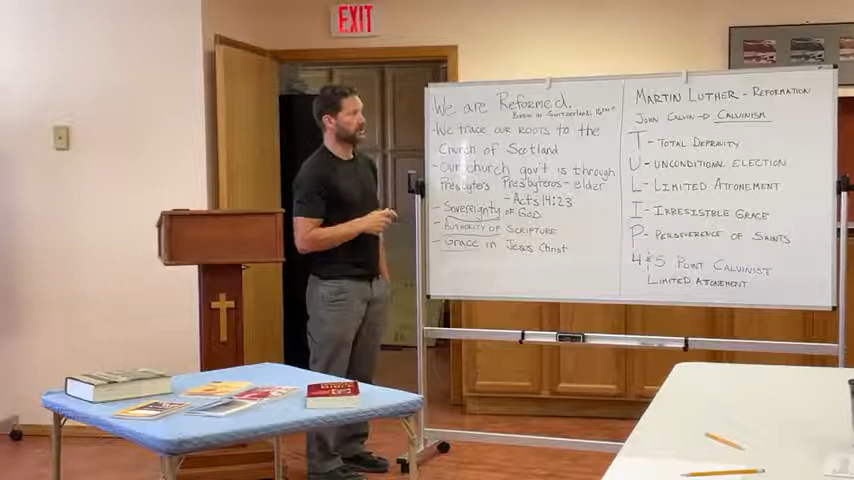 EXIT
We are Reformed.
Began in Switzerland,
- We trace our roots to the
Church of Scotland
- Our church gov't is through
Presbyters Presbyteros - elder
- Acts 14:23
- Sovereignty of God
- Authority of Scripture
- Grace in Jesus Christ
Martin Luther - Reformation
John Calvin → Calvinism
T - Total Depravity
U - Unconditional Election
L - Limited Atonement
I - Irresistible Grace
P - Perseverance of Saints
4 & 5 Point Calvinist
Limited Atonement